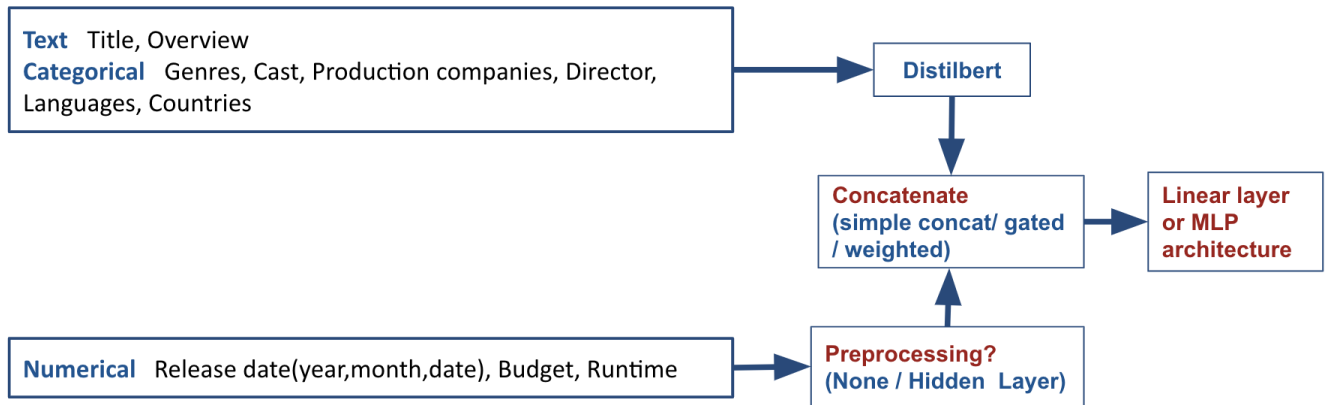 Text Title, Overview
Categorical Genres, Cast, Production companies, Director,
Languages, Countries
Distilbert
Concatenate
(simple concat/ gated
/ weighted)
Linear layer
or MLP
architecture
Numerical Release date(year,month,date), Budget, Runtime
Preprocessing?
(None / Hidden Layer)